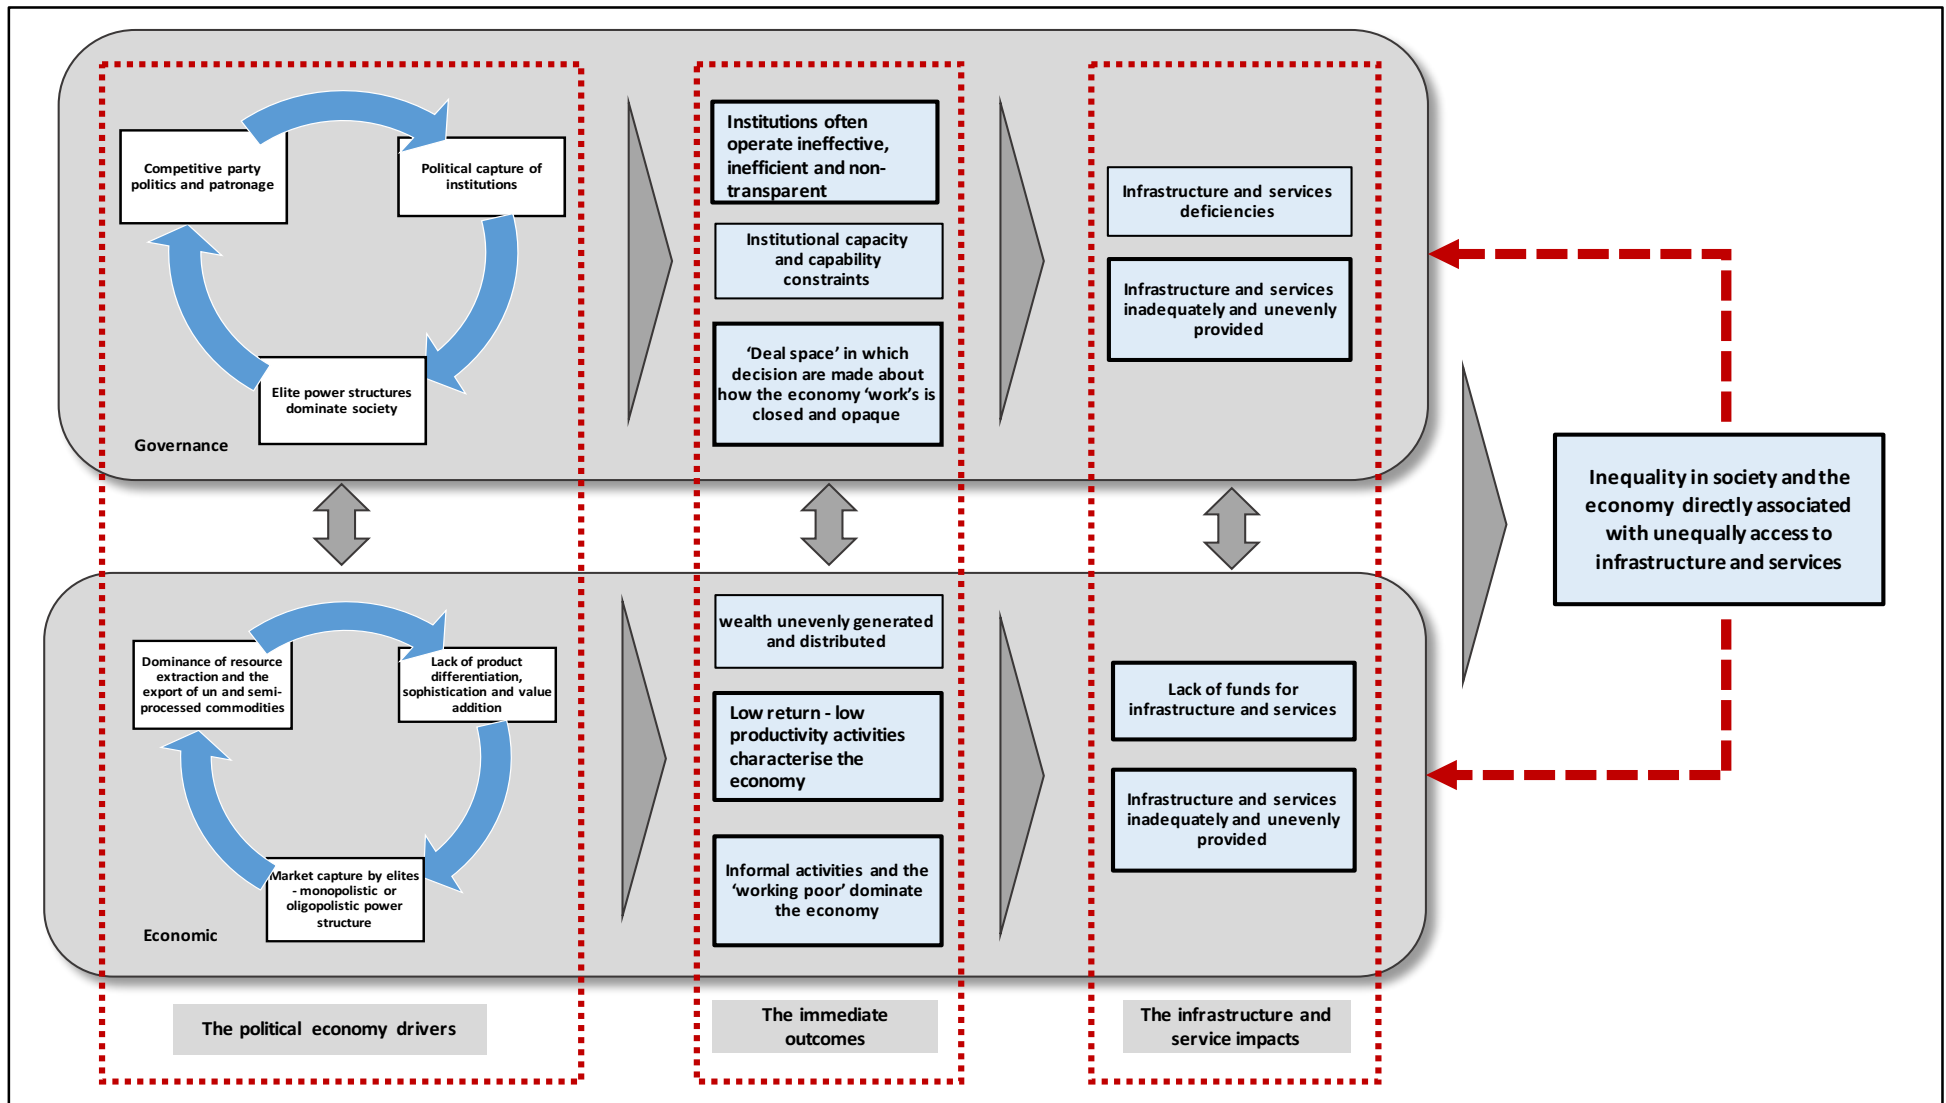 Competitive party
politics and patronage
Political capture of
institutions
Elite power structures
dominate society
Governance
Institutions often
operate ineffective,
inefficient and non-
transparent
Institutional capacity
and capability
constraints
‘Deal space’ in which
decision are made about
how the economy ‘work’s is
closed and opaque
Infrastructure and services
deficiencies
Infrastructure and services
inadequately and unevenly
provided
Dominance of resource
extraction and the
export of un and semi-
processed commodities
Lack of product
differentiation,
sophistication and value
addition
Market capture by elites
- monopolistic or
oligopolistic power
structure
Economic
wealth unevenly generated
and distributed
Low return - low
productivity activities
characterise the
economy
Informal activities and the
‘working poor’ dominate
the economy
Lack of funds for
infrastructure and services
Infrastructure and services
inadequately and unevenly
provided
Inequality in society and the
economy directly associated
with unequally access to
infrastructure and services
The political economy drivers
The immediate
outcomes
The infrastructure and
service impacts